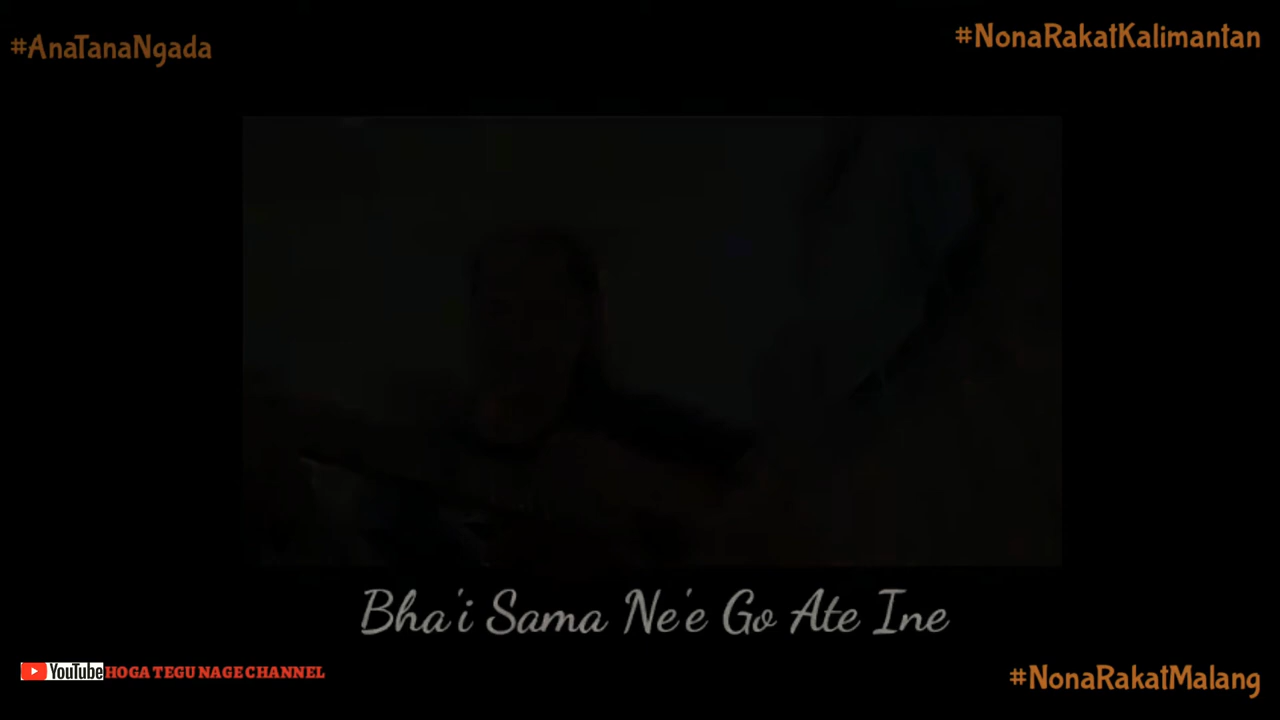 #AnaTanaNgada
#NonaRakatKalimantan
Bha'i Sama Ne'e Go Ate Ine
YouTube HOGA TEGU NAGE CHANNEL
#NonaRakatMalang